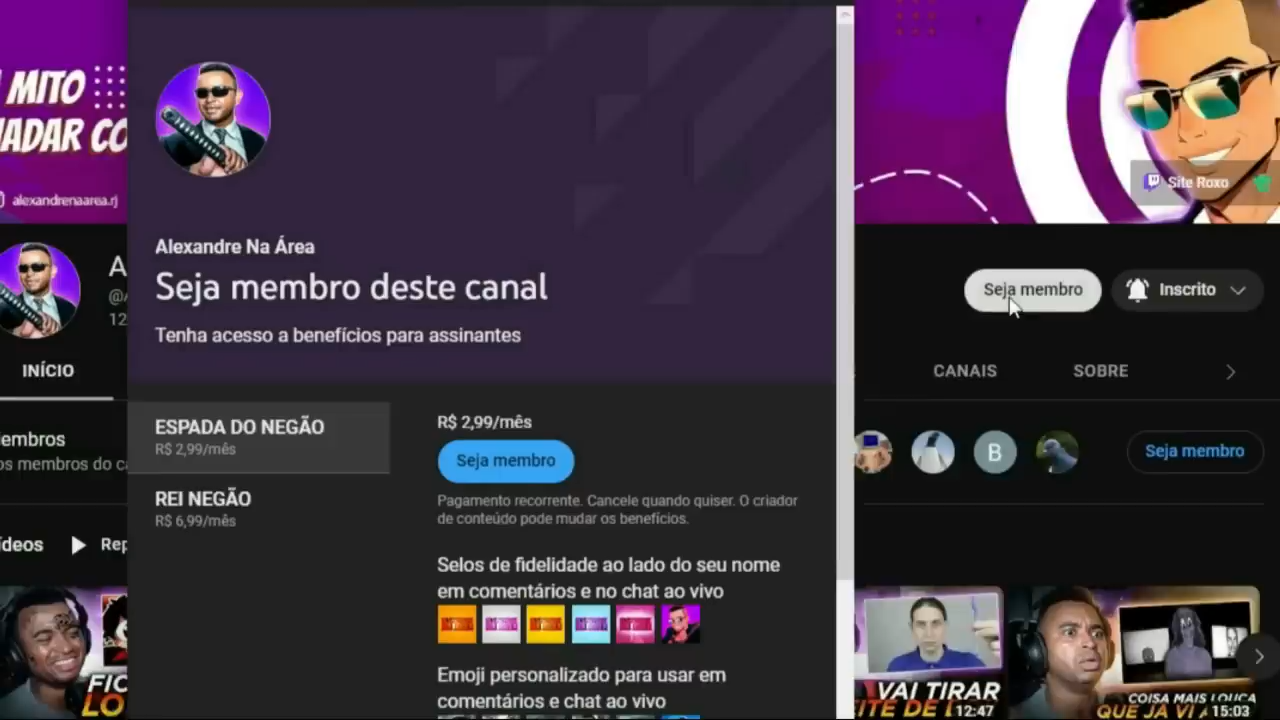 MITO
ADAR CO
alexandrenaarea.rj
Site Roxo
Alexandre Na Área
Seja membro deste canal
Tenha acesso a benefícios para assinantes
A
@
12
Seja membro
Inscrito
INÍCIO
CANAIS
SOBRE
embros
os membros do ca
ESPADA DO NEGÃO
R$ 2,99/mês
REI NEGÃO
R$ 6,99/mês
R$ 2,99/mês
Seja membro
Pagamento recorrente. Cancele quando quiser. O criador
de conteúdo pode mudar os benefícios.
B
Seja membro
ídeos
Rep
Selos de fidelidade ao lado do seu nome
em comentários e no chat ao vivo
Emoji personalizado para usar em
comentários e chat ao vivo
FIC
LO
VAI TIRAR
EITE DE
12:47
COISA MAIS LOUCA
QUE JÁ VI
15:03